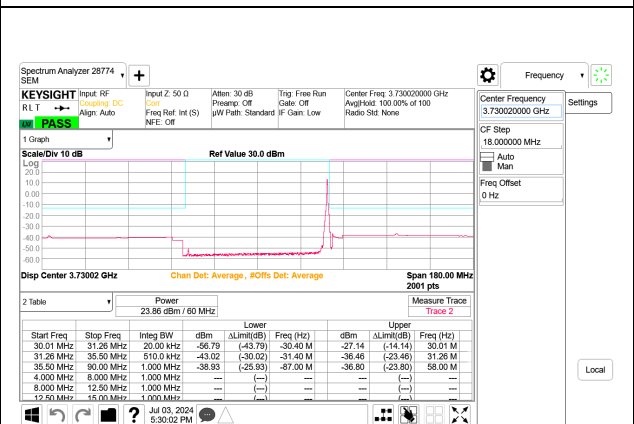 Spectrum Analyzer 28774
SEM
Frequency
KEYSIGHT Input: RF Input Z: 50 Ω Atten: 30 dB Trig: Free Run Center Freq: 3.730020000 GHz
RLT Coupling: DC Corr Preamp: Off Gate: Off Avg|Hold: 100.00% of 100
Align: Auto Freq Ref: Int (S) µW Path: Standard IF Gain: Low Radio Std: None
LM PASS NFE: Off
Center Frequency
3.730020000 GHz
Settings
CF Step
18.000000 MHz
Auto
Man
Freq Offset
0 Hz
1 Graph
Scale/Div 10 dB Ref Value 30.0 dBm
Log
20.0
10.0
0.00
-10.0
-20.0
-30.0
-40.0
-50.0
-60.0
Disp Center 3.73002 GHz Chan Det: Average , #Offs Det: Average Span 180.00 MHz
2001 pts
2 Table Power Measure Trace
23.86 dBm / 60 MHz Trace 2
Lower Upper
Start Freq Stop Freq Integ BW dBm ΔLimit(dB) Freq (Hz) dBm ΔLimit(dB) Freq (Hz)
30.01 MHz 31.26 MHz 20.00 kHz -56.79 (-43.79) -30.40 M -27.14 (-14.14) 30.01 M
31.26 MHz 35.50 MHz 510.0 kHz -43.02 (-30.02) -31.40 M -36.46 (-23.46) 31.26 M
35.50 MHz 90.00 MHz 1.000 MHz -38.93 (-25.93) -87.00 M -36.80 (-23.80) 58.00 M
4.000 MHz 8.000 MHz 1.000 MHz --- (---) --- --- (---) ---
8.000 MHz 12.50 MHz 1.000 MHz --- (---) --- --- (---) ---
12.50 MHz 15.00 MHz 1.000 MHz --- (---) --- --- (---) ---
Local
? Jul 03, 2024
5:30:02 PM